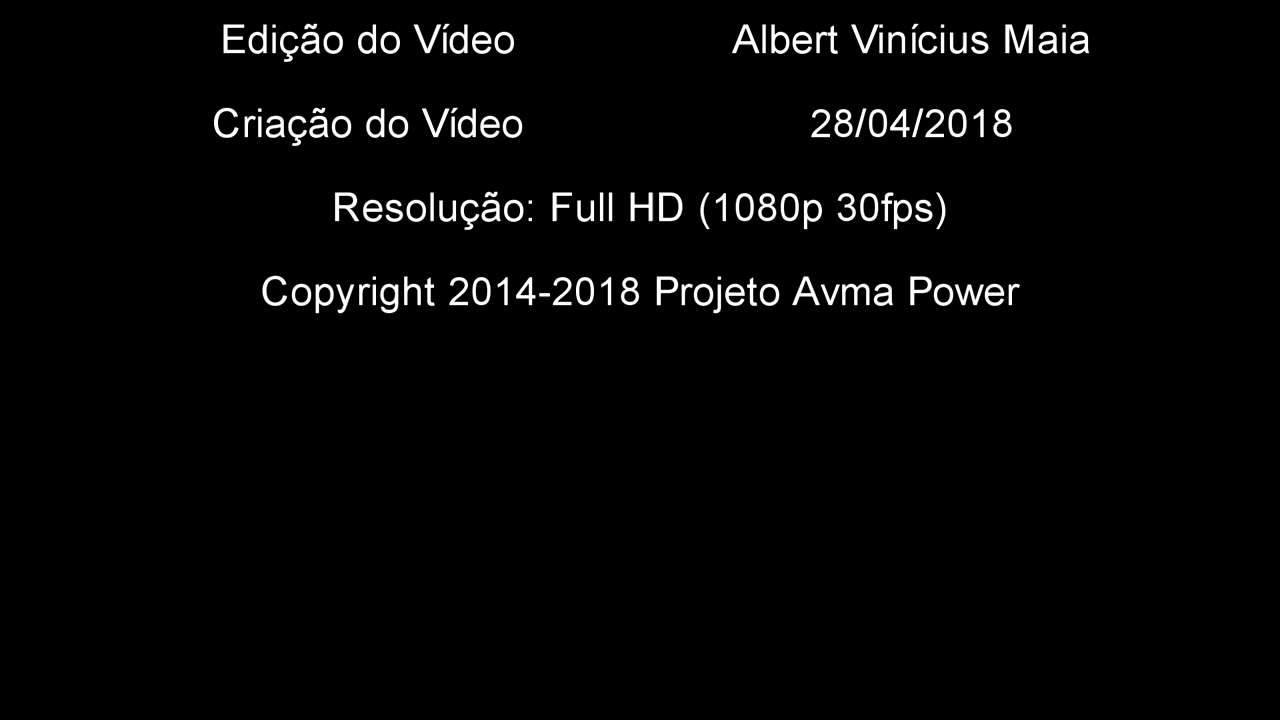 Edição do Vídeo Albert Vinícius Maia
Criação do Vídeo 28/04/2018
Resolução: Full HD (1080p 30fps)
Copyright 2014-2018 Projeto Avma Power